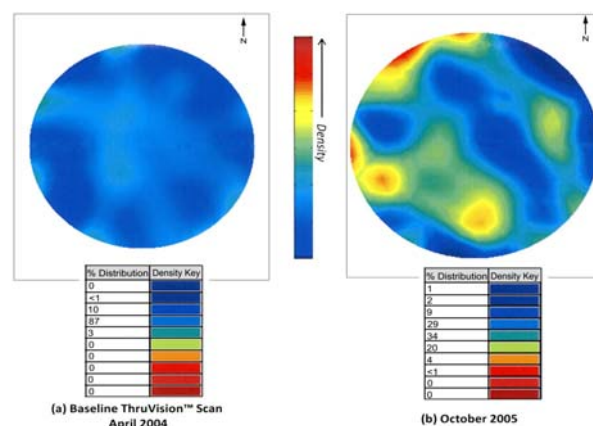 N
N
Density
% Distribution Density Key
0
<1
10
87
3
0
0
0
0
0
(a) Baseline ThruVision™ Scan
April 2004
% Distribution Density Key
1
2
9
29
34
20
4
<1
0
0
(b) October 2005